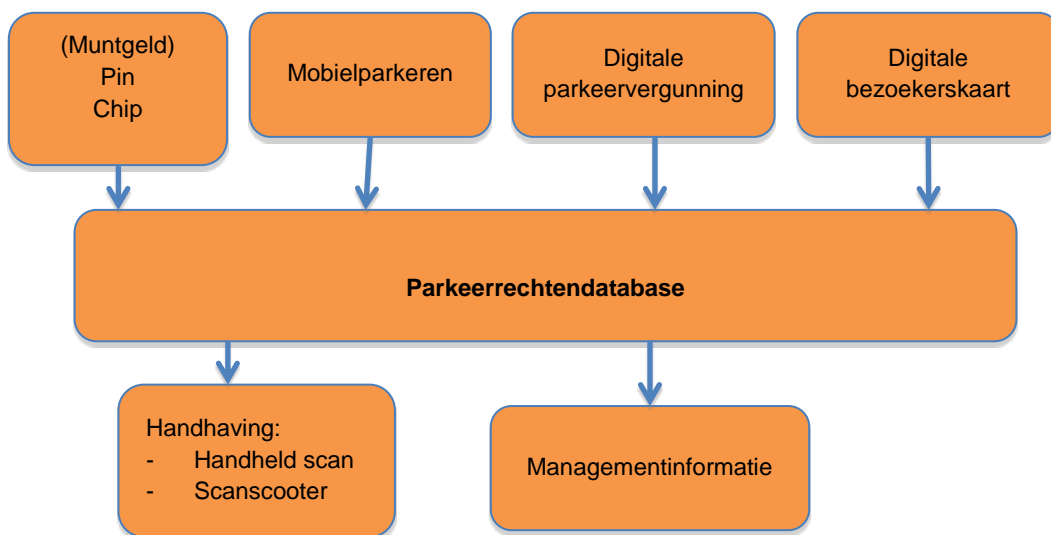 (Muntgeld)
Pin
Chip
Mobielparkeren
Digitale
parkeervergunning
Digitale
bezoekerskaart
Parkeerrechtendatabase
Handhaving:
- Handheld scan
- Scanscooter
Managementinformatie